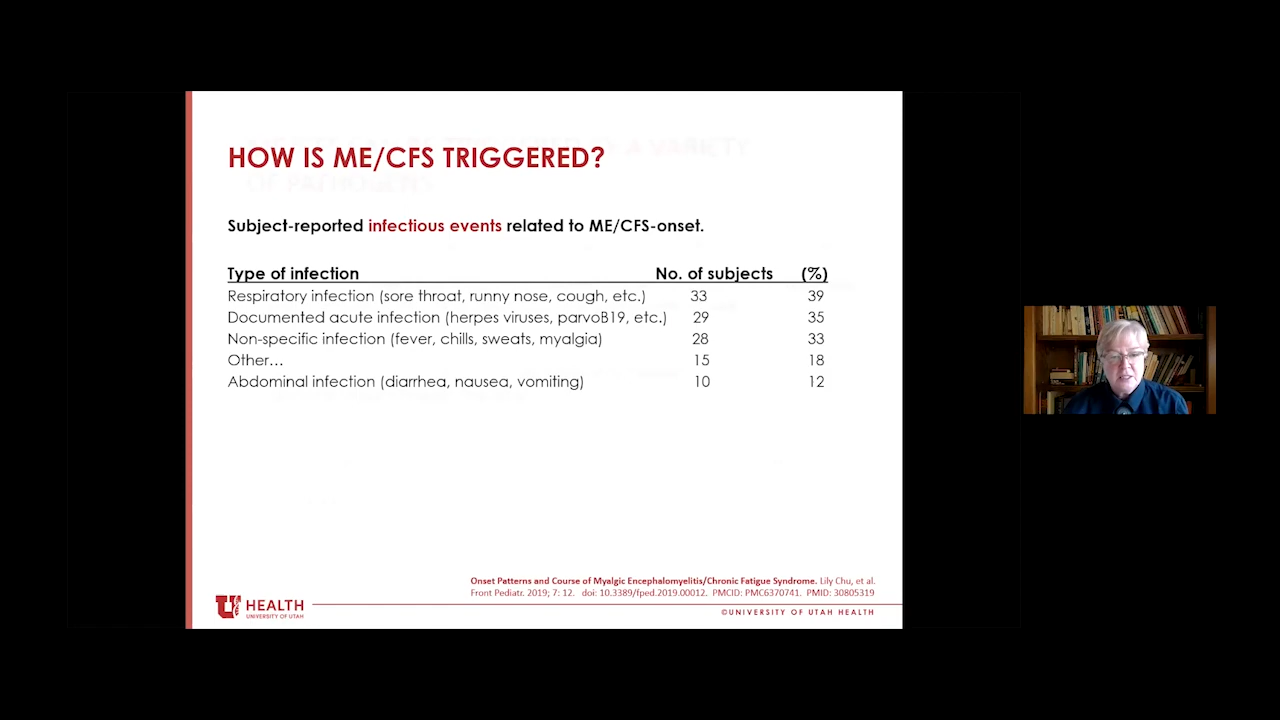 HOW IS ME/CFS TRIGGERED?
Subject-reported infectious events related to ME/CFS-onset.
Type of infection No. of subjects (%)
Respiratory infection (sore throat, runny nose, cough, etc.) 33 39
Documented acute infection (herpes viruses, parvoB19, etc.) 29 35
Non-specific infection (fever, chills, sweats, myalgia) 28 33
Other... 15 18
Abdominal infection (diarrhea, nausea, vomiting) 10 12
Onset Patterns and Course of Myalgic Encephalomyelitis/Chronic Fatigue Syndrome. Lily Chu, et al.
Front Pediatr. 2019; 7: 12. doi: 10.3389/fped.2019.00012. PMCID: PMC6370741. PMID: 30805319
U HEALTH
UNIVERSITY OF UTAH
©UNIVERSITY OF UTAH HEALTH